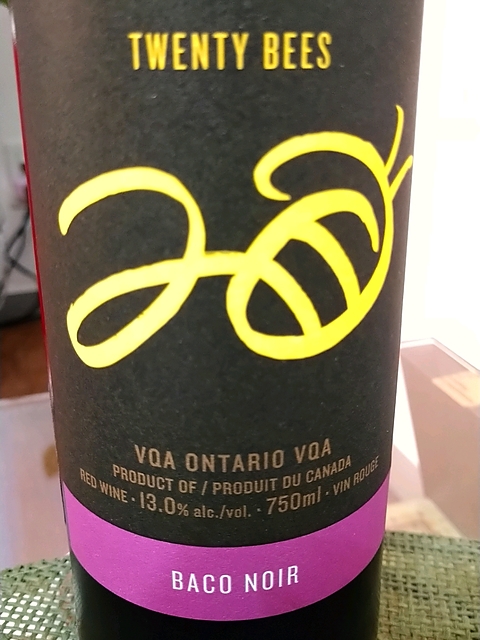 TWENTY BEES
20
VQA ONTARIO VQA
PRODUCT OF / PRODUIT DU CANADA
RED WINE · 13.0% alc./vol. · 750ml · VIN ROUGE
BACO NOIR